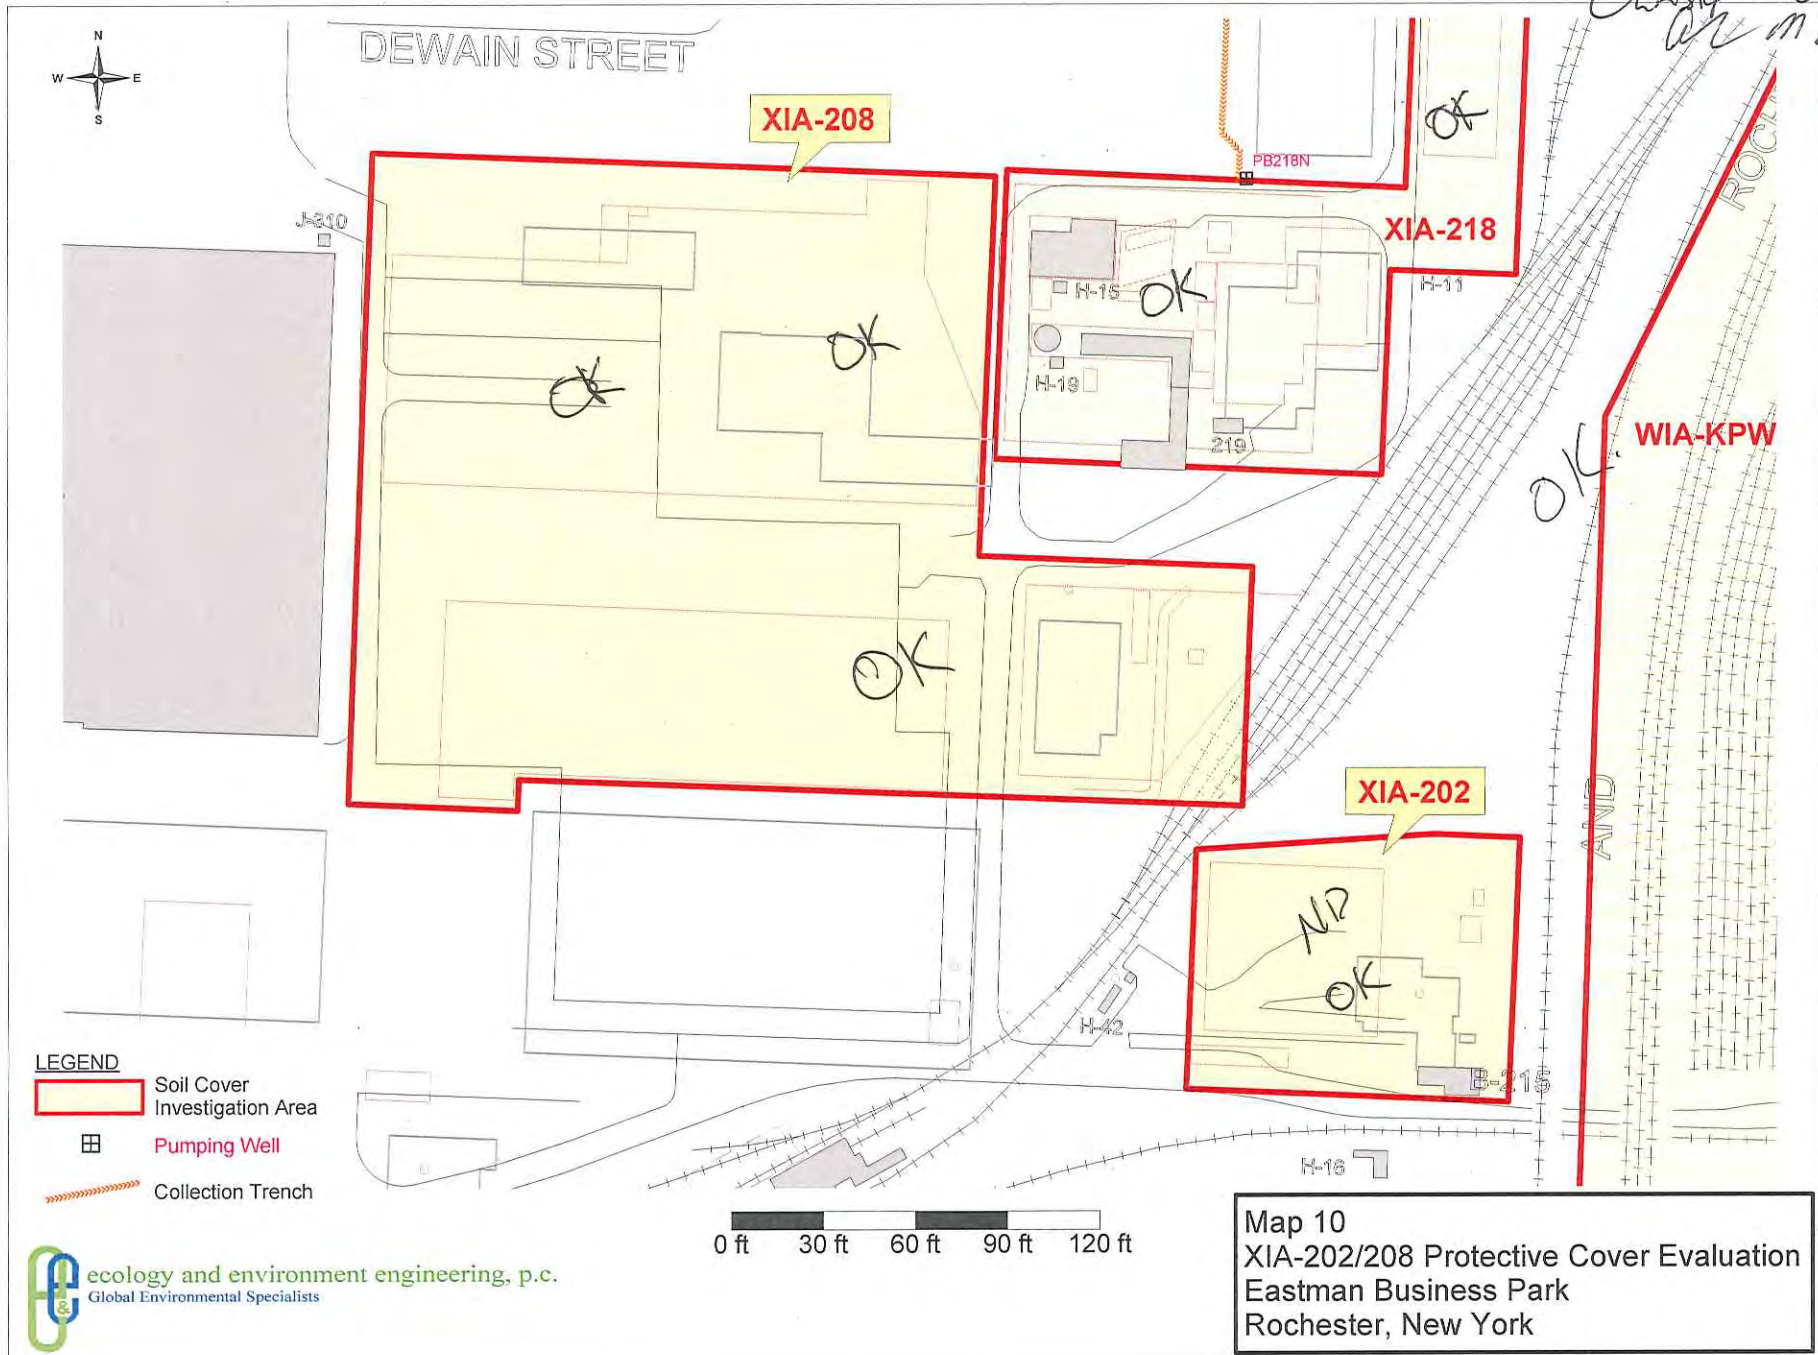 DEWAIN STREET
N
W E
S
XIA-208
OK
PB218N
ROCH
J-310
XIA-218
H-15
OK
H-11
OK
OK
H-19
219
WIA-KPW
OK.
OK
XIA-202
AND
NR
OK
H-42
B-215
H-16
LEGEND
Soil Cover
Investigation Area
Pumping Well
Collection Trench
0 ft 30 ft 60 ft 90 ft 120 ft
ecology and environment engineering, p.c.
Global Environmental Specialists
Map 10
XIA-202/208 Protective Cover Evaluation
Eastman Business Park
Rochester, New York